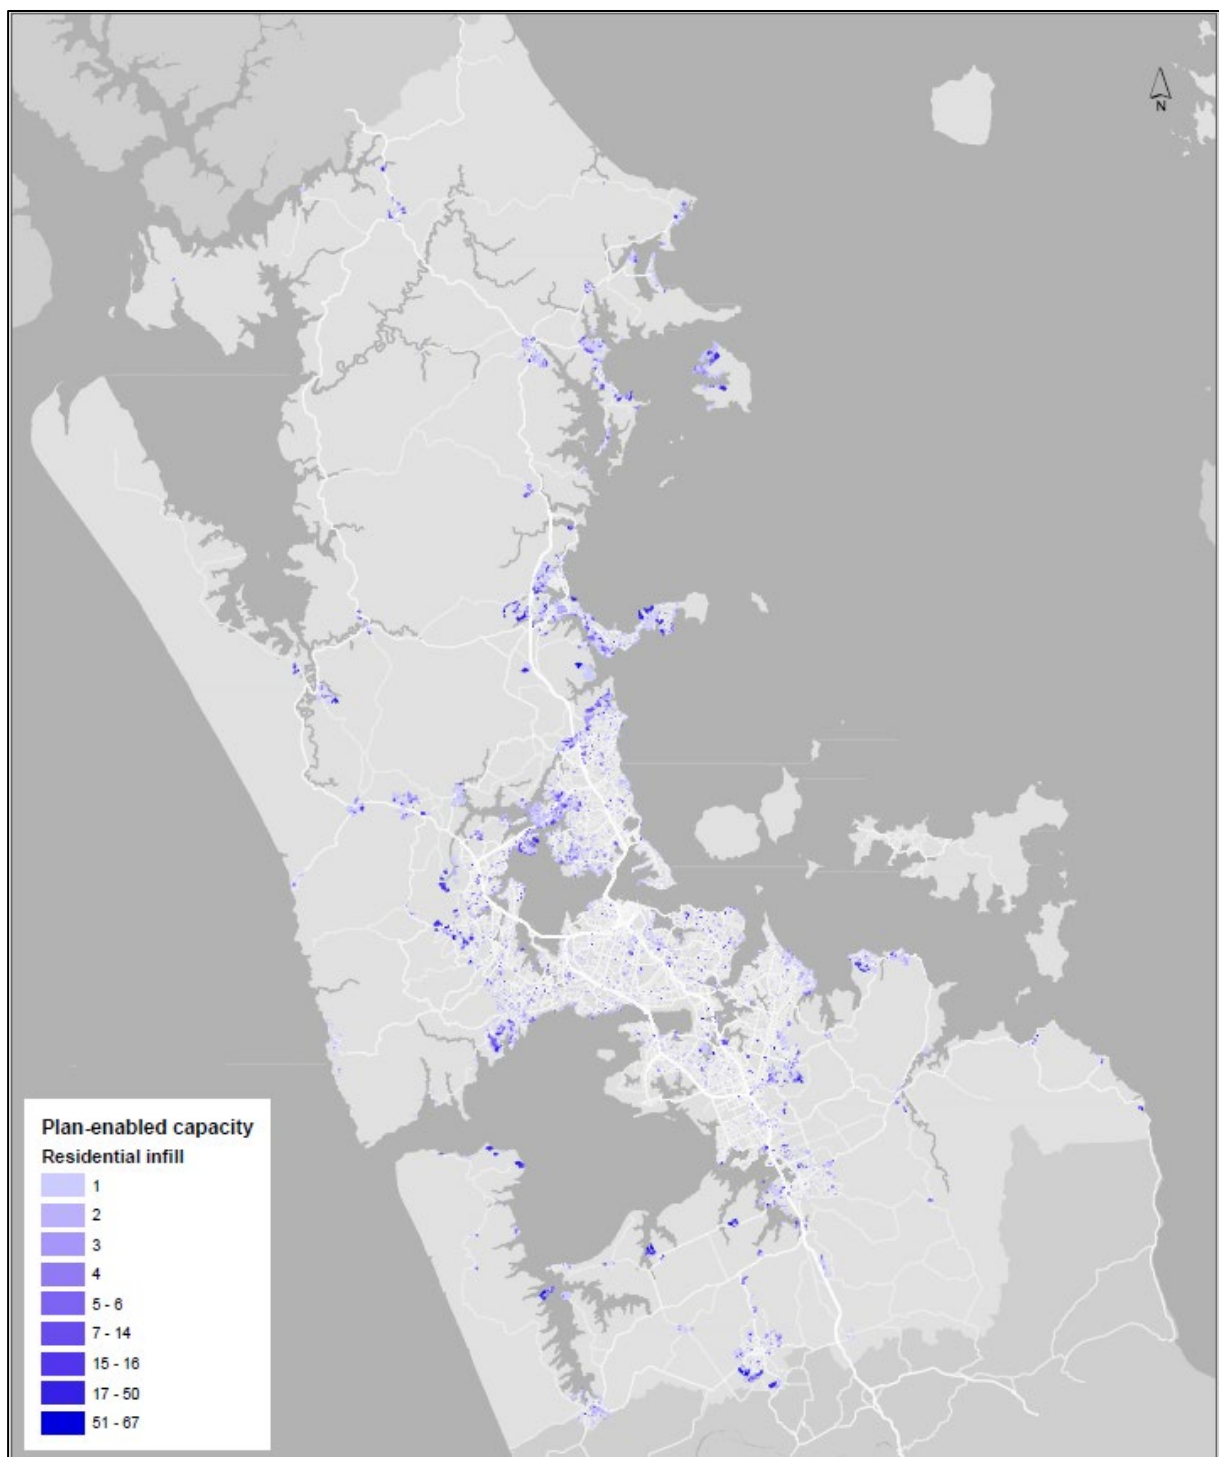 N
Plan-enabled capacity
Residential infill
1
2
3
4
5 - 6
7 - 14
15 - 16
17 - 50
51 - 67